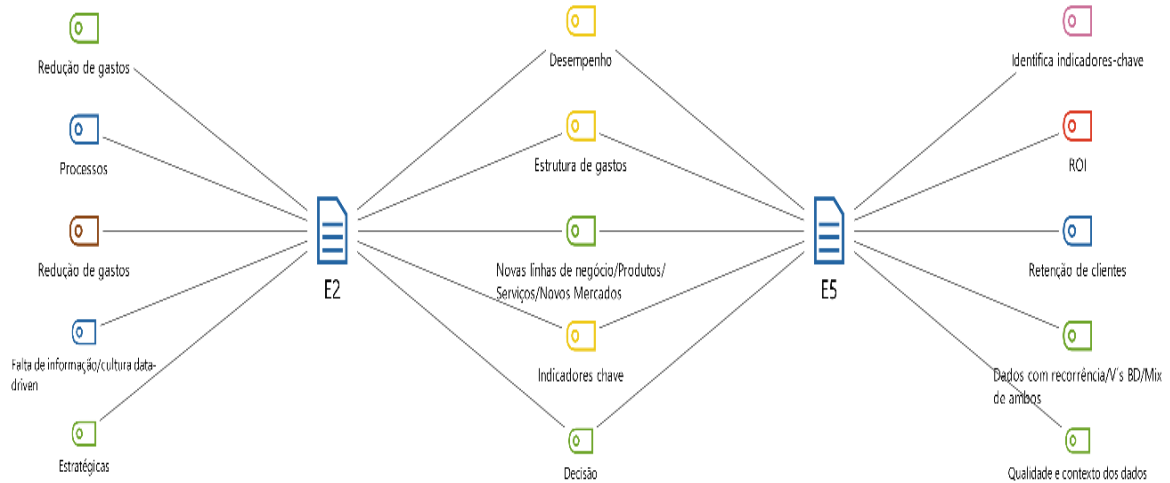 Redução de gastos
Processos
Redução de gastos
Falta de informação/cultura data-
driven
Estratégicas
E2
Desempenho
Estrutura de gastos
Novas linhas de negócio/Produtos/
Serviços/Novos Mercados
Indicadores chave
Decisão
E5
Identifica indicadores-chave
ROI
Retenção de clientes
Dados com recorrência/V´s BD/Mix
de ambos
Qualidade e contexto dos dados